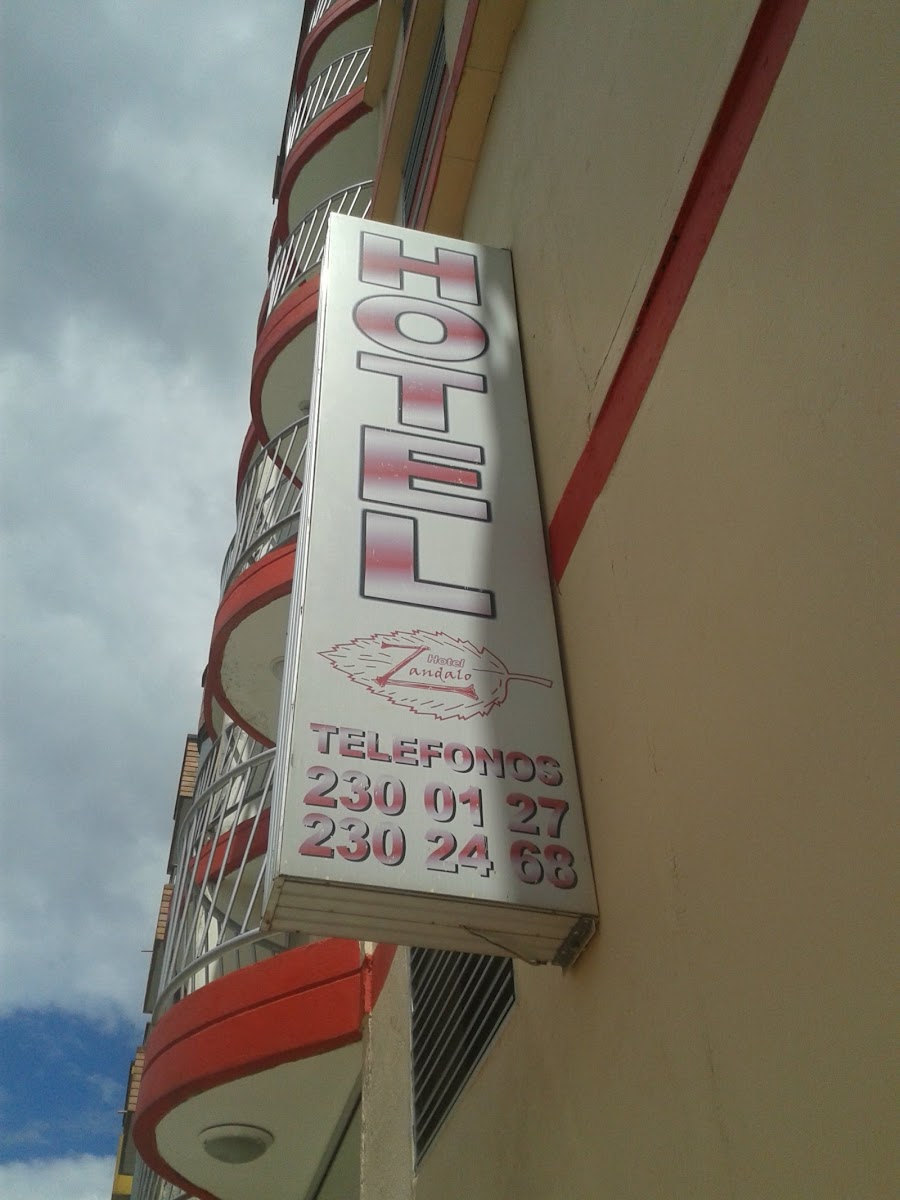 HOTEL
Hotel
Zandalo
TELEFONOS
230 01 27
230 24 68